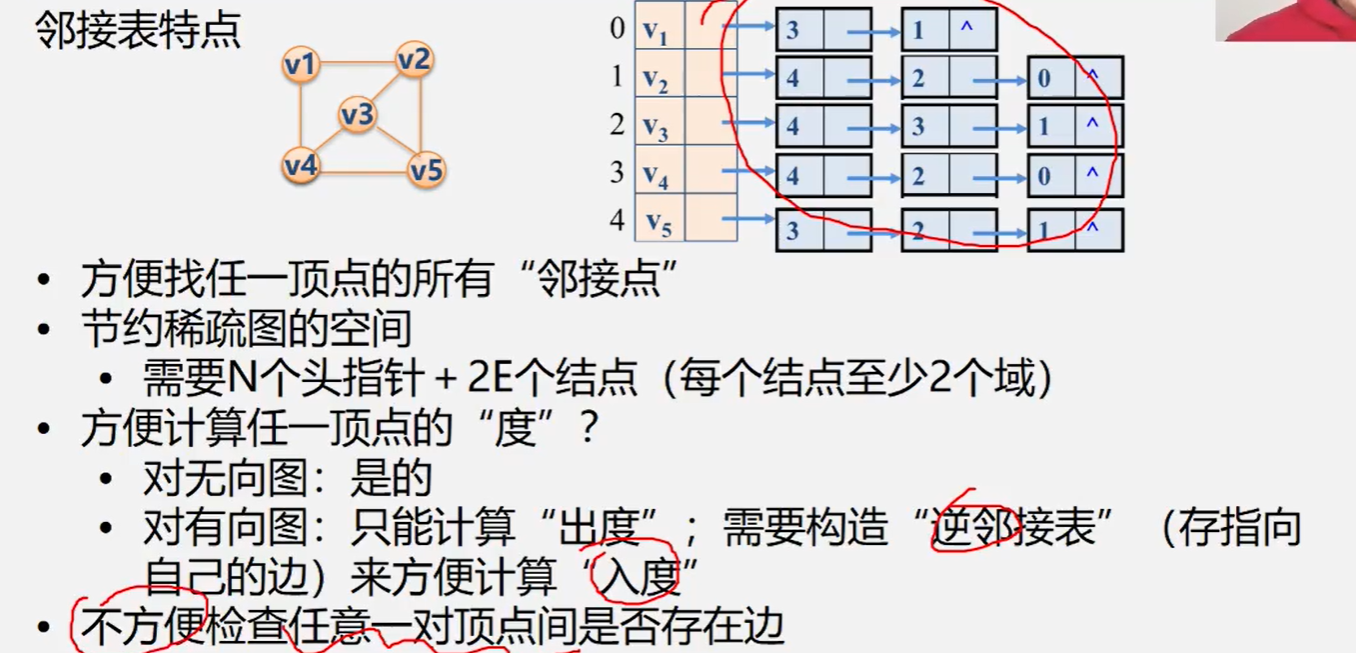 邻接表特点
v1 v2
v3
v4 v5
0 v₁ 3 1 ^
1 v₂ 4 2 0 ^
2 v₃ 4 3 1 ^
3 v₄ 4 2 0 ^
4 v₅ 3 2 1 ^
• 方便找任一顶点的所有“邻接点”
• 节约稀疏图的空间
• 需要N个头指针 + 2E个结点（每个结点至少2个域）
• 方便计算任一顶点的“度”？
• 对无向图：是的
• 对有向图：只能计算“出度”；需要构造“逆邻接表”（存指向
自己的边）来方便计算“入度”
• 不方便检查任意一对顶点间是否存在边